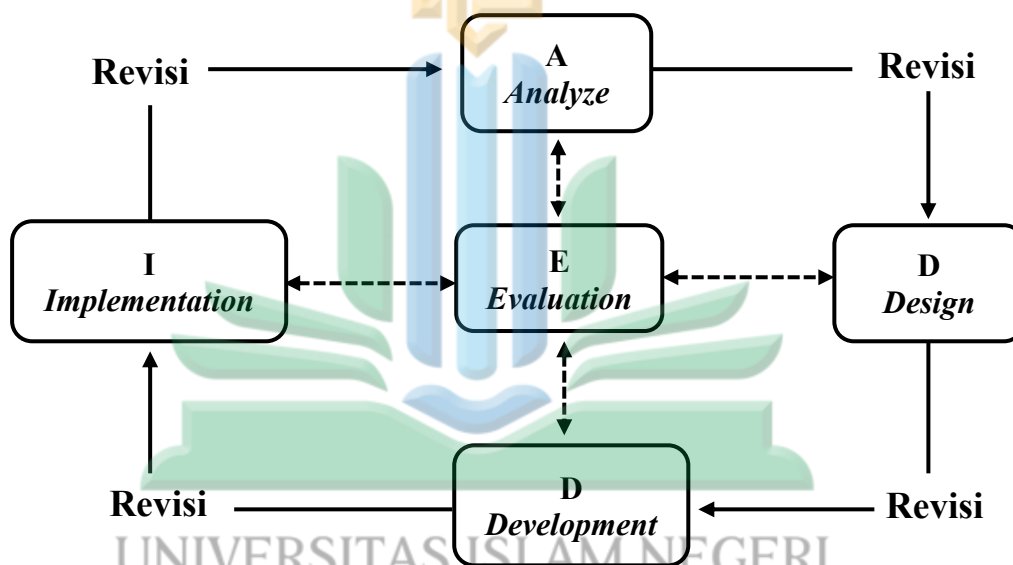 A
Analyze
Revisi
Revisi
I
Implementation
E
Evaluation
D
Design
D
Development
Revisi
Revisi
UNIVERSITAS ISLAM NEGERI